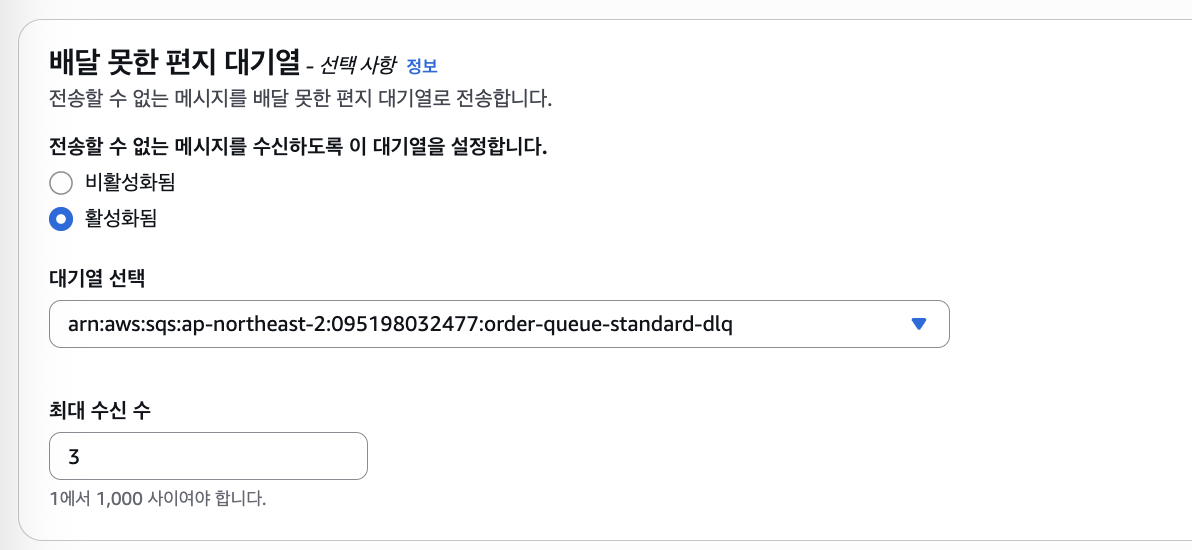 배달 못한 편지 대기열 - 선택 사항 정보
전송할 수 없는 메시지를 배달 못한 편지 대기열로 전송합니다.
전송할 수 없는 메시지를 수신하도록 이 대기열을 설정합니다.
비활성화됨
활성화됨
대기열 선택
arn:aws:sqs:ap-northeast-2:095198032477:order-queue-standard-dlq
최대 수신 수
3
1에서 1,000 사이여야 합니다.